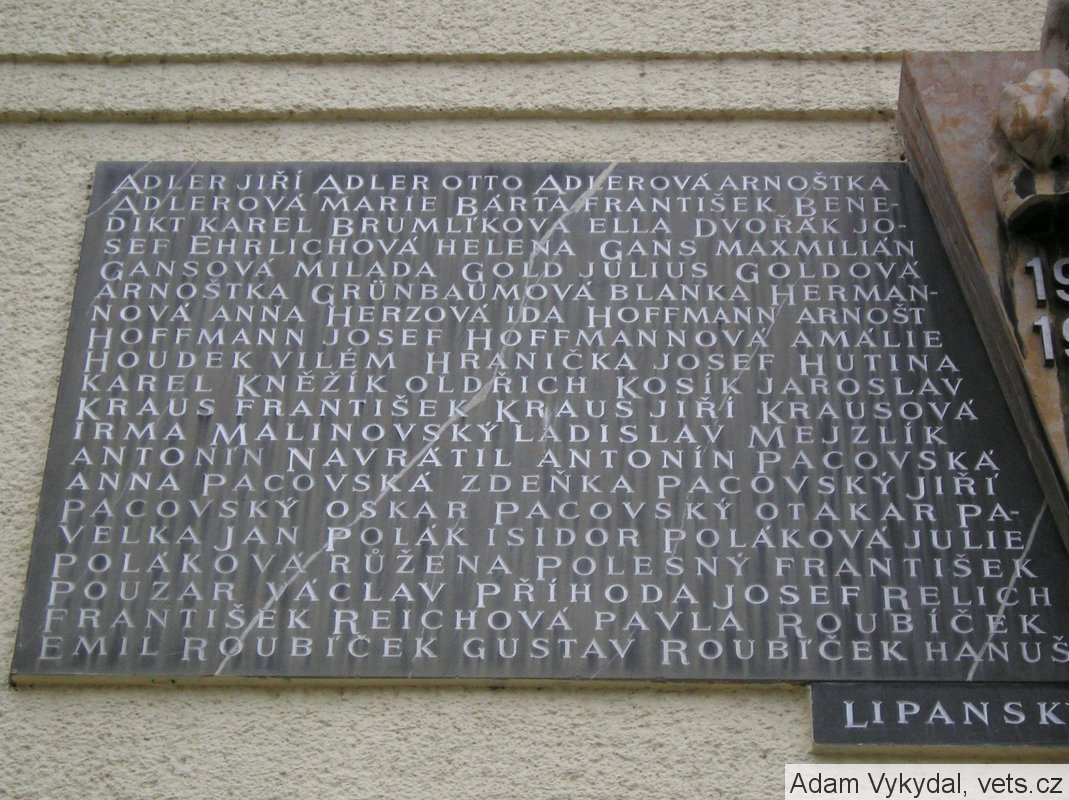 ADLER JIŘÍ ADLER OTTO ADLEROVÁ ARNOŠTKA
ADLEROVÁ MARIE BÁRTA FRANTIŠEK BENE-
DIKT KAREL BRUMLÍKOVÁ ELLA DVOŘÁK JO-
SEF EHRLICHOVÁ HELENA GANS MAXMILIÁN
GANSOVÁ MILADA GOLD JULIUS GOLDOVÁ
ARNOŠTKA GRÜNBAUMOVÁ BLANKA HERMAN-
NOVÁ ANNA HERZOVÁ IDA HOFFMANN ARNOŠT
HOFFMANN JOSEF HOFFMANNOVÁ AMÁLIE
HOUDEK VILÉM HRANIČKA JOSEF HUTINA
KAREL KNĚŽÍK OLDŘICH KOSÍK JAROSLAV
KRAUS FRANTIŠEK KRAUS JIŘÍ KRAUSOVÁ
IRMA MALINOVSKÝ LADISLAV MEJZLÍK
ANTONÍN NAVRÁTIL ANTONÍN PACOVSKÁ
ANNA PACOVSKÁ ZDEŇKA PACOVSKÝ JIŘÍ
PACOVSKÝ OSKAR PACOVSKÝ OTAKAR PA-
VELKA JAN POLÁK ISIDOR POLÁKOVÁ JULIE
POLÁKOVÁ RŮŽENA POLESNÝ FRANTIŠEK
POUZAR VÁCLAV PŘÍHODA JOSEF RELICH
FRANTIŠEK REICHOVÁ PAVLA ROUBÍČEK
EMIL ROUBÍČEK GUSTAV ROUBÍČEK HANUŠ
19
19
LIPANSKÝ
Adam Vykydal, vets.cz